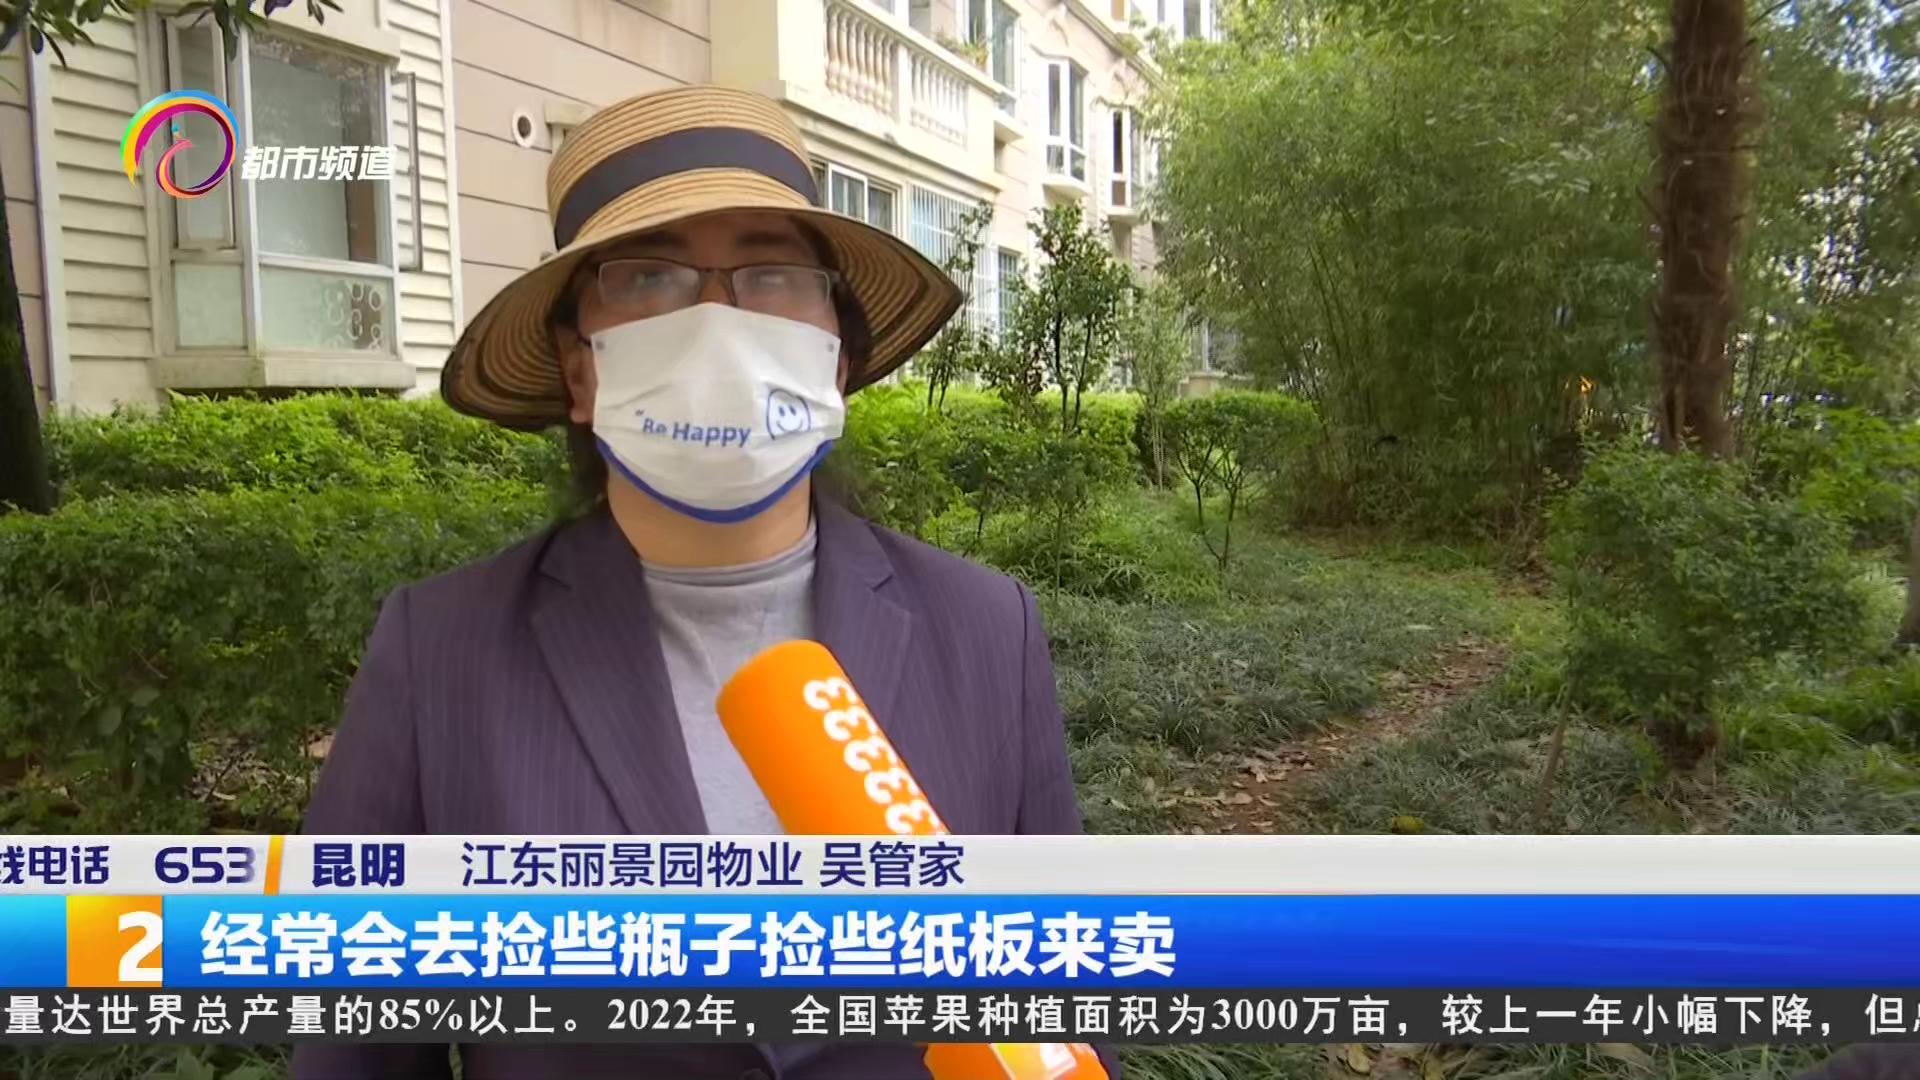 都市频道
"Be Happy
3333333
线电话 653 昆明 江东丽景园物业 吴管家
2 经常会去捡些瓶子捡些纸板来卖
量达世界总产量的85%以上。2022年，全国苹果种植面积为3000万亩，较上一年小幅下降，但